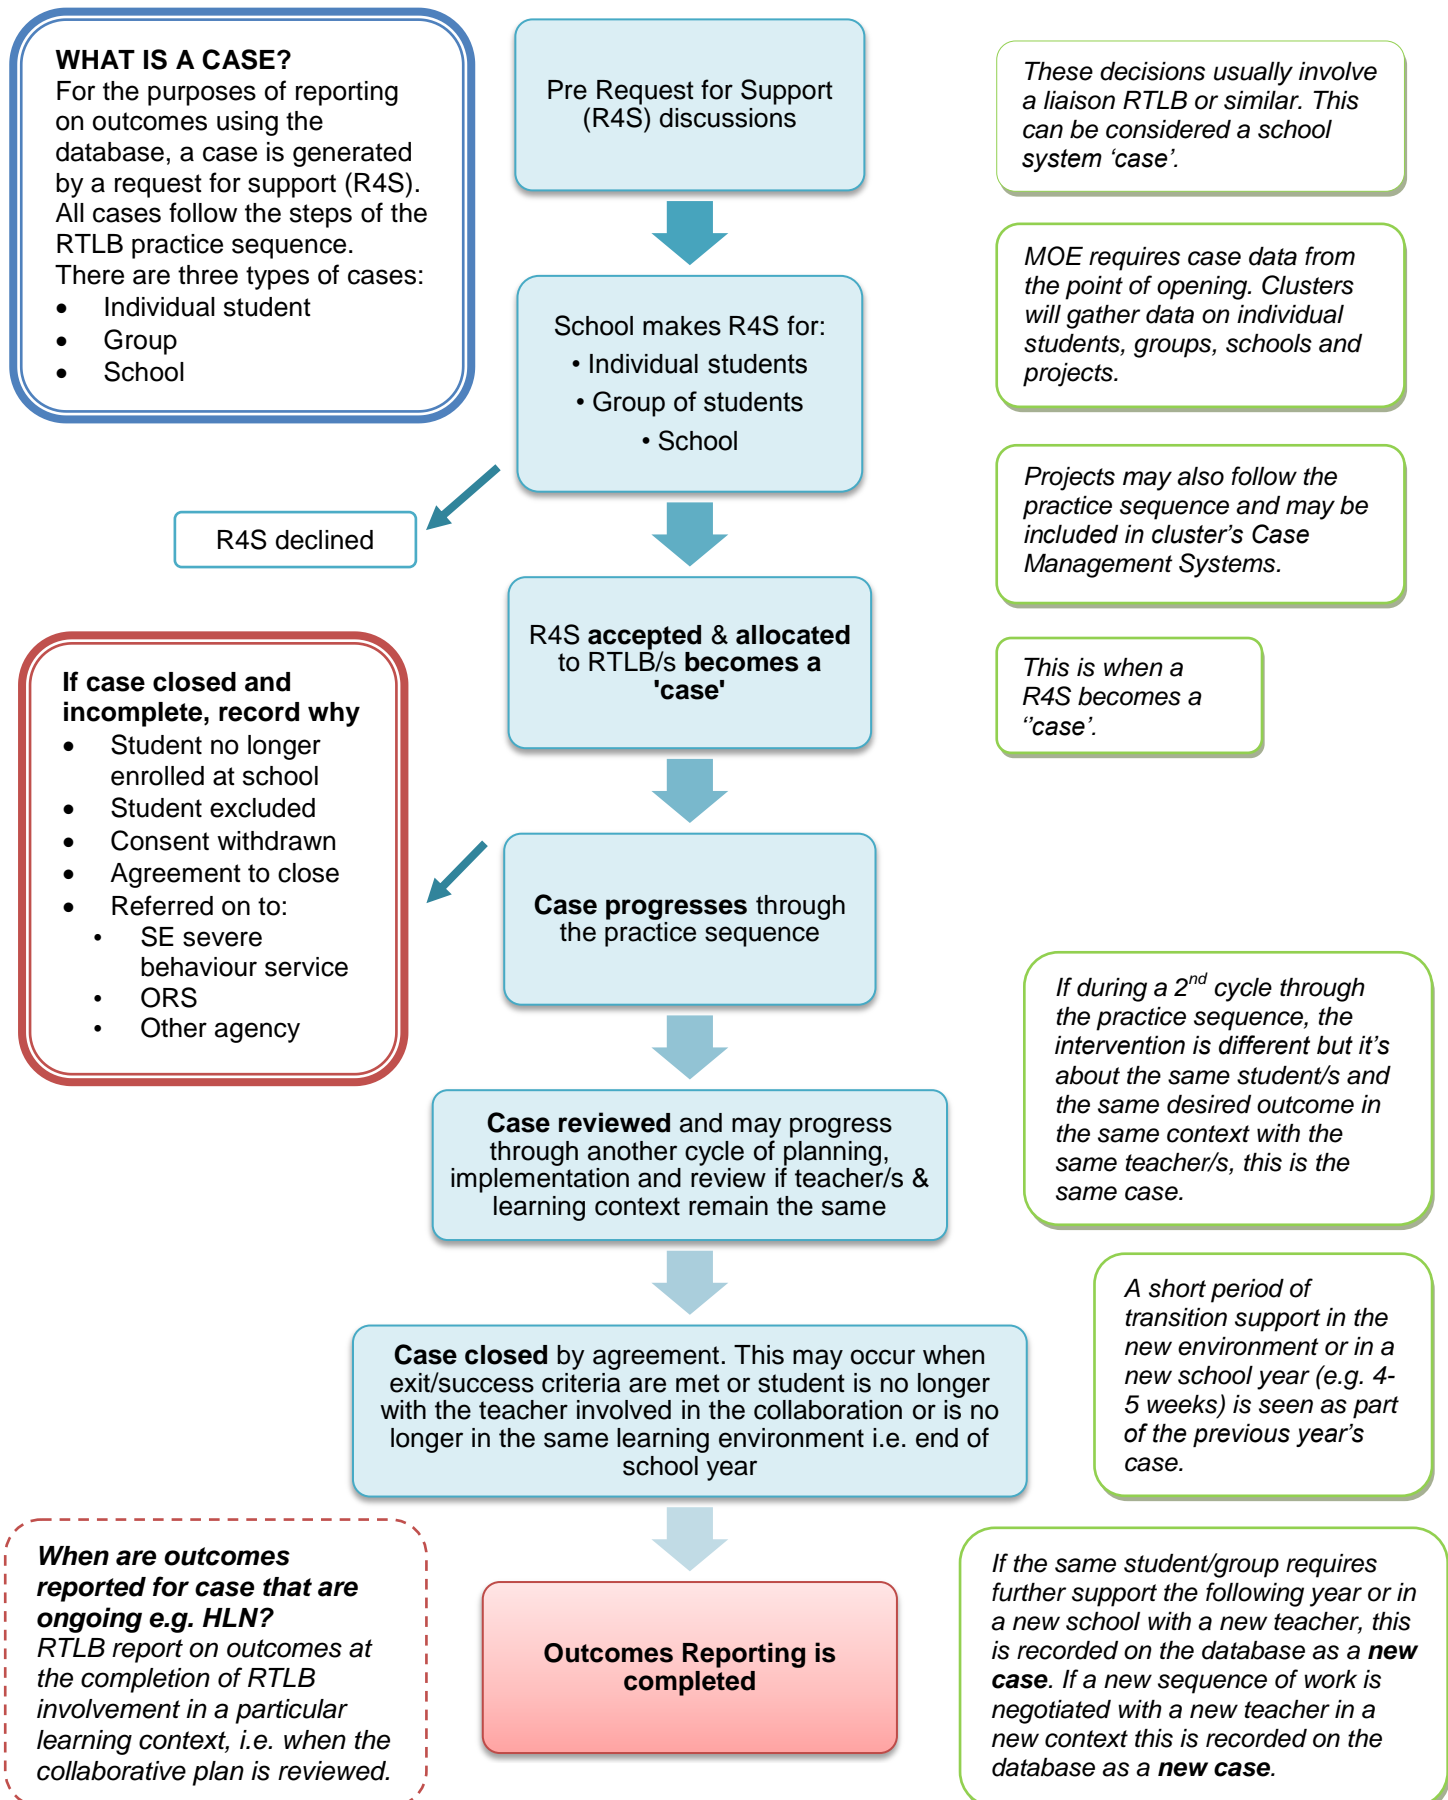 WHAT IS A CASE?
For the purposes of reporting
on outcomes using the
database, a case is generated
by a request for support (R4S).
All cases follow the steps of the
RTLB practice sequence.
There are three types of cases:
• Individual student
• Group
• School
Pre Request for Support
(R4S) discussions
These decisions usually involve
a liaison RTLB or similar. This
can be considered a school
system ‘case’.
MOE requires case data from
the point of opening. Clusters
will gather data on individual
students, groups, schools and
projects.
School makes R4S for:
• Individual students
• Group of students
• School
R4S declined
Projects may also follow the
practice sequence and may be
included in cluster’s Case
Management Systems.
R4S accepted & allocated
to RTLB/s becomes a
'case'
This is when a
R4S becomes a
‘’case’.
If case closed and
incomplete, record why
• Student no longer
enrolled at school
• Student excluded
• Consent withdrawn
• Agreement to close
• Referred on to:
• SE severe
behaviour service
• ORS
• Other agency
Case progresses through
the practice sequence
If during a 2nd cycle through
the practice sequence, the
intervention is different but it’s
about the same student/s and
the same desired outcome in
the same context with the
same teacher/s, this is the
same case.
Case reviewed and may progress
through another cycle of planning,
implementation and review if teacher/s &
learning context remain the same
A short period of
transition support in the
new environment or in a
new school year (e.g. 4-
5 weeks) is seen as part
of the previous year’s
case.
Case closed by agreement. This may occur when
exit/success criteria are met or student is no longer
with the teacher involved in the collaboration or is no
longer in the same learning environment i.e. end of
school year
When are outcomes
reported for case that are
ongoing e.g. HLN?
RTLB report on outcomes at
the completion of RTLB
involvement in a particular
learning context, i.e. when the
collaborative plan is reviewed.
Outcomes Reporting is
completed
If the same student/group requires
further support the following year or in
a new school with a new teacher, this
is recorded on the database as a new
case. If a new sequence of work is
negotiated with a new teacher in a
new context this is recorded on the
database as a new case.